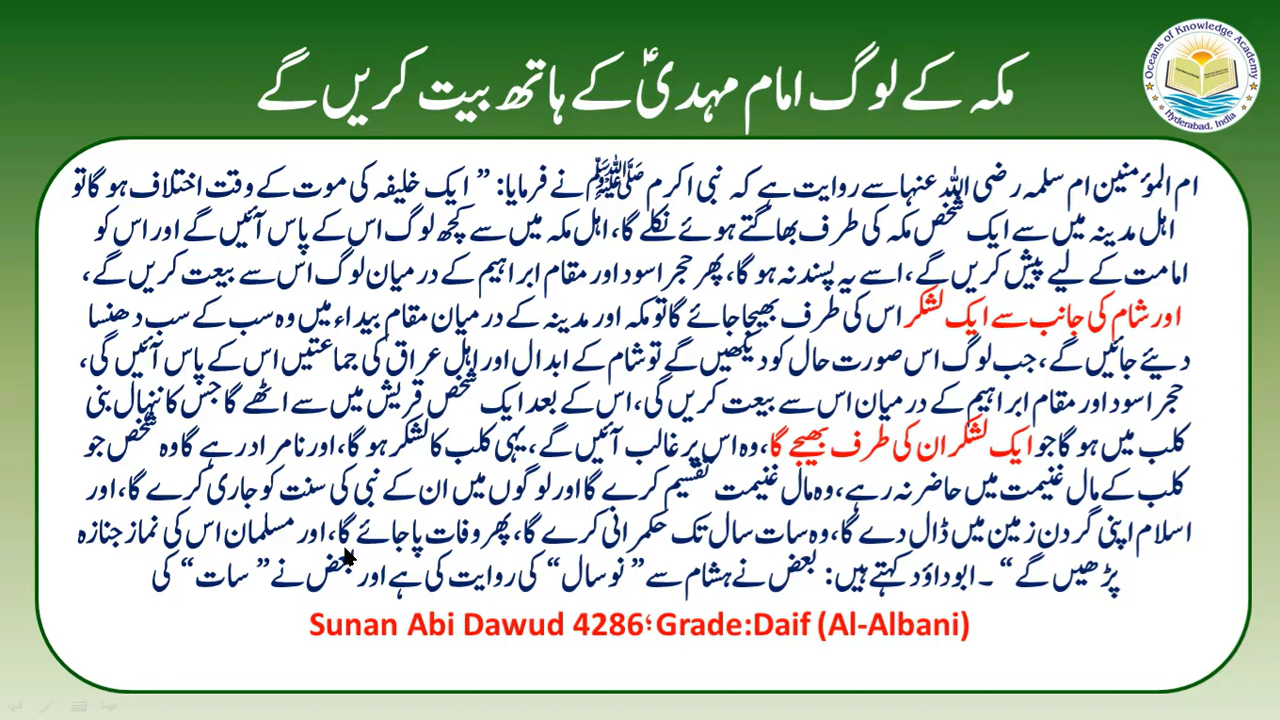 مکہ کے لوگ امام مہدیؑ کے ہاتھ بیت کریں گے
Oceans of Knowledge Academy
Hyderabad, India
ام المؤمنین ام سلمہ رضی اللہ عنہا سے روایت ہے کہ نبی اکرم ﷺ نے فرمایا: ” ایک خلیفہ کی موت کے وقت اختلاف ہو گا تو
اہل مدینہ میں سے ایک شخص مکہ کی طرف بھاگتے ہوئے نکلے گا، اہل مکہ میں سے کچھ لوگ اس کے پاس آئیں گے اور اس کو
امامت کے لیے پیش کریں گے، اسے یہ پسند نہ ہو گا، پھر حجر اسود اور مقام ابراہیم کے درمیان لوگ اس سے بیعت کریں گے،
اور شام کی جانب سے ایک لشکر اس کی طرف بھیجا جائے گا تو مکہ اور مدینہ کے درمیان مقام بیداء میں وہ سب کے سب دھنسا
دیئے جائیں گے، جب لوگ اس صورت حال کو دیکھیں گے تو شام کے ابدال اور اہل عراق کی جماعتیں اس کے پاس آئیں گی،
حجر اسود اور مقام ابراہیم کے درمیان اس سے بیعت کریں گی، اس کے بعد ایک شخص قریش میں سے اٹھے گا جس کا ننہال بنی
کلب میں ہو گا جو ایک لشکر ان کی طرف بھیجے گا، وہ اس پر غالب آئیں گے، یہی کلب کا لشکر ہو گا، اور نامراد رہے گا وہ شخص جو
کلب کے مال غنیمت میں حاضر نہ رہے، وہ مال غنیمت تقسیم کرے گا اور لوگوں میں ان کے نبی کی سنت کو جاری کرے گا، اور
اسلام اپنی گردن زمین میں ڈال دے گا، وہ سات سال تک حکمرانی کرے گا، پھر وفات پا جائے گا، اور مسلمان اس کی نماز جنازہ
پڑھیں گے “ ۔ ابوداؤد کہتے ہیں: بعض نے ہشام سے ” نو سال “ کی روایت کی ہے اور بعض نے ” سات “ کی
Sunan Abi Dawud 4286؛ Grade:Daif (Al-Albani)